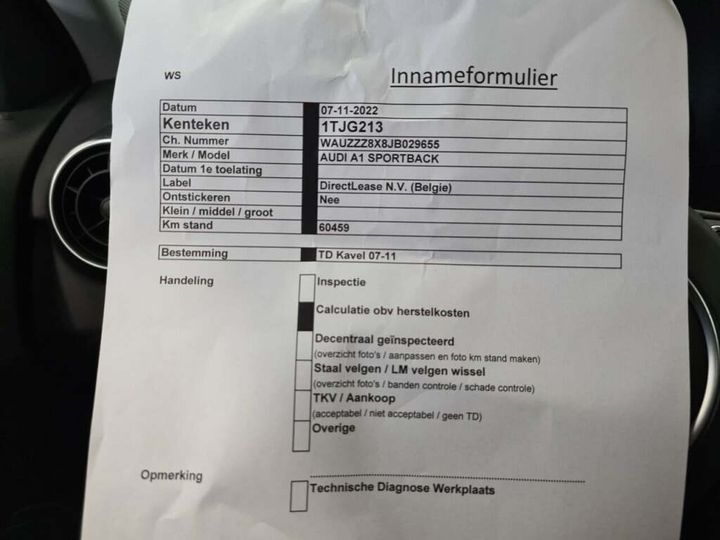 WS
Innameformulier
Datum 07-11-2022
Kenteken 1TJG213
Ch. Nummer WAUZZZ8X8JB029655
Merk / Model AUDI A1 SPORTBACK
Datum 1e toelating
Label DirectLease N.V. (Belgie)
Ontstickeren Nee
Klein / middel / groot
Km stand 60459
Bestemming TD Kavel 07-11
Handeling Inspectie
Calculatie obv herstelkosten
Decentraal geïnspecteerd
(overzicht foto's / aanpassen en foto km stand maken)
Staal velgen / LM velgen wissel
(overzicht foto's / banden controle / schade controle)
TKV / Aankoop
(acceptabel / niet acceptabel / geen TD)
Overige
Opmerking
Technische Diagnose Werkplaats